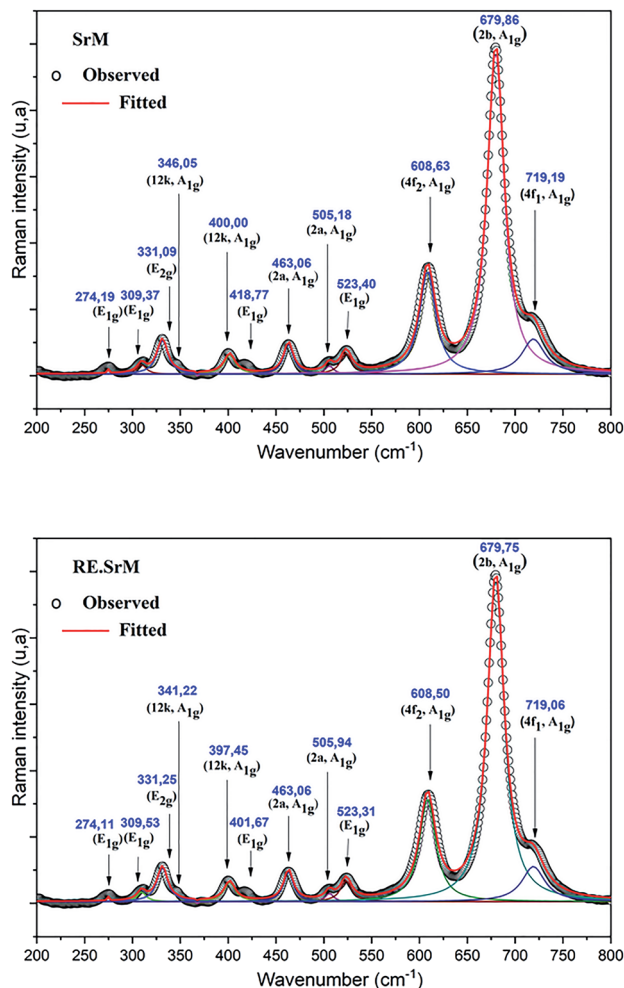 SrM
Observed
Fitted
679,86
(2b, A1g)
346,05
(12k, A1g)
608,63
(4f2, A1g)
719,19
(4f1, A1g)
505,18
(2a, A1g)
400,00
(12k, A1g)
331,09
(E2g)
463,06
(2a, A1g)
523,40
(E1g)
274,19
(E1g)
309,37
(E1g)
418,77
(E1g)
Raman intensity (u,a)
200 250 300 350 400 450 500 550 600 650 700 750 800
Wavenumber (cm-1)
RE.SrM
Observed
Fitted
679,75
(2b, A1g)
341,22
(12k, A1g)
608,50
(4f2, A1g)
719,06
(4f1, A1g)
505,94
(2a, A1g)
397,45
(12k, A1g)
331,25
(E2g)
463,06
(2a, A1g)
523,31
(E1g)
274,11
(E1g)
309,53
(E1g)
401,67
(E1g)
Raman intensity (u,a)
200 250 300 350 400 450 500 550 600 650 700 750 800
Wavenumber (cm-1)